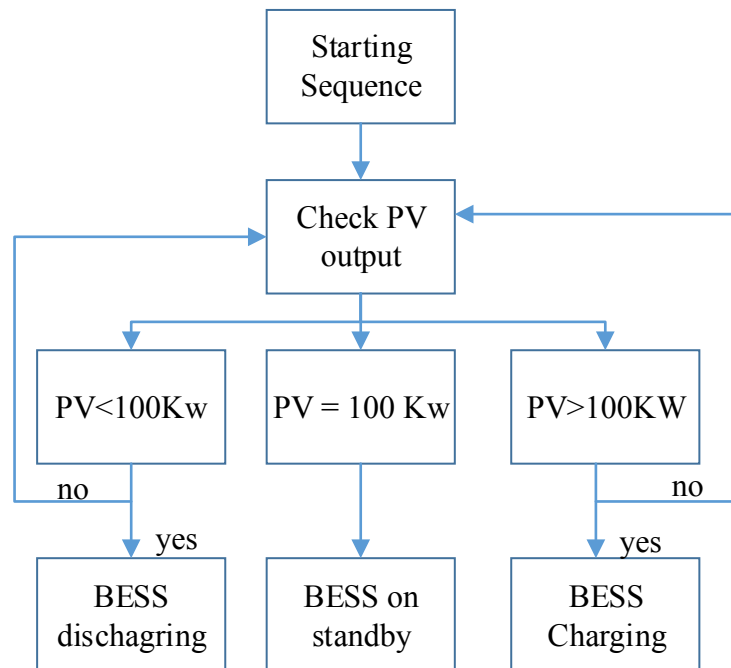 Starting
Sequence
Check PV
output
PV<100Kw
PV = 100 Kw
PV>100KW
no
no
yes
yes
BESS
dischagring
BESS on
standby
BESS
Charging